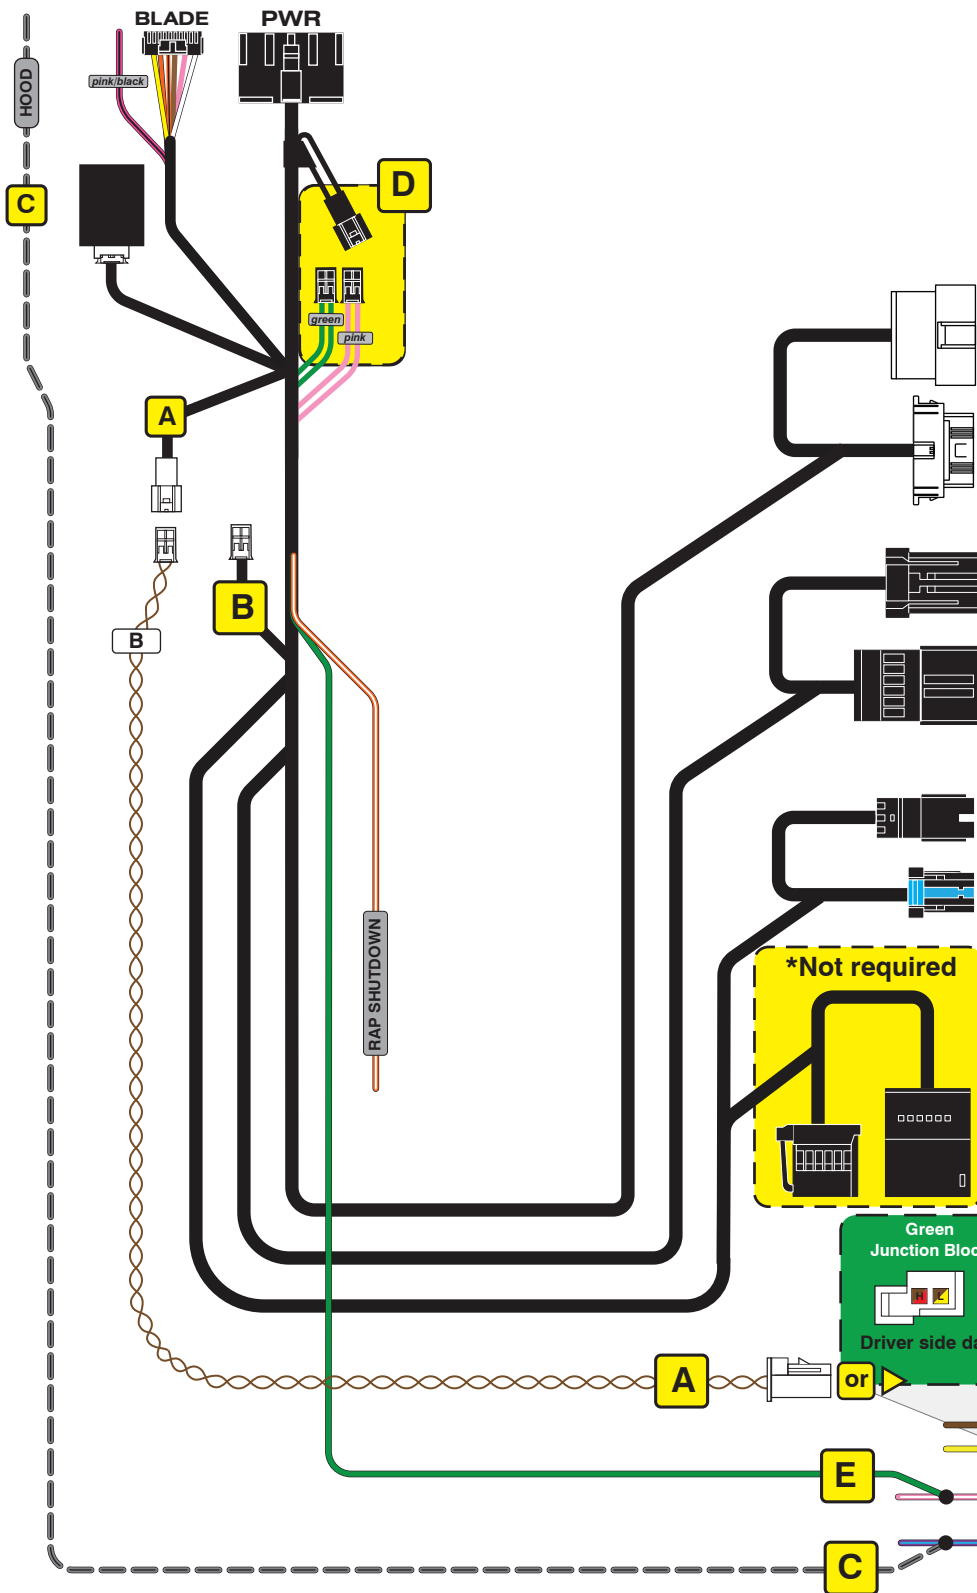 BLADE
PWR
HOOD
pink/black
C
D
green
pink
A
B
B
RAP SHUTDOWN
*Not required
Green
Junction Bloc
H L
Driver side da
A
or
E
C